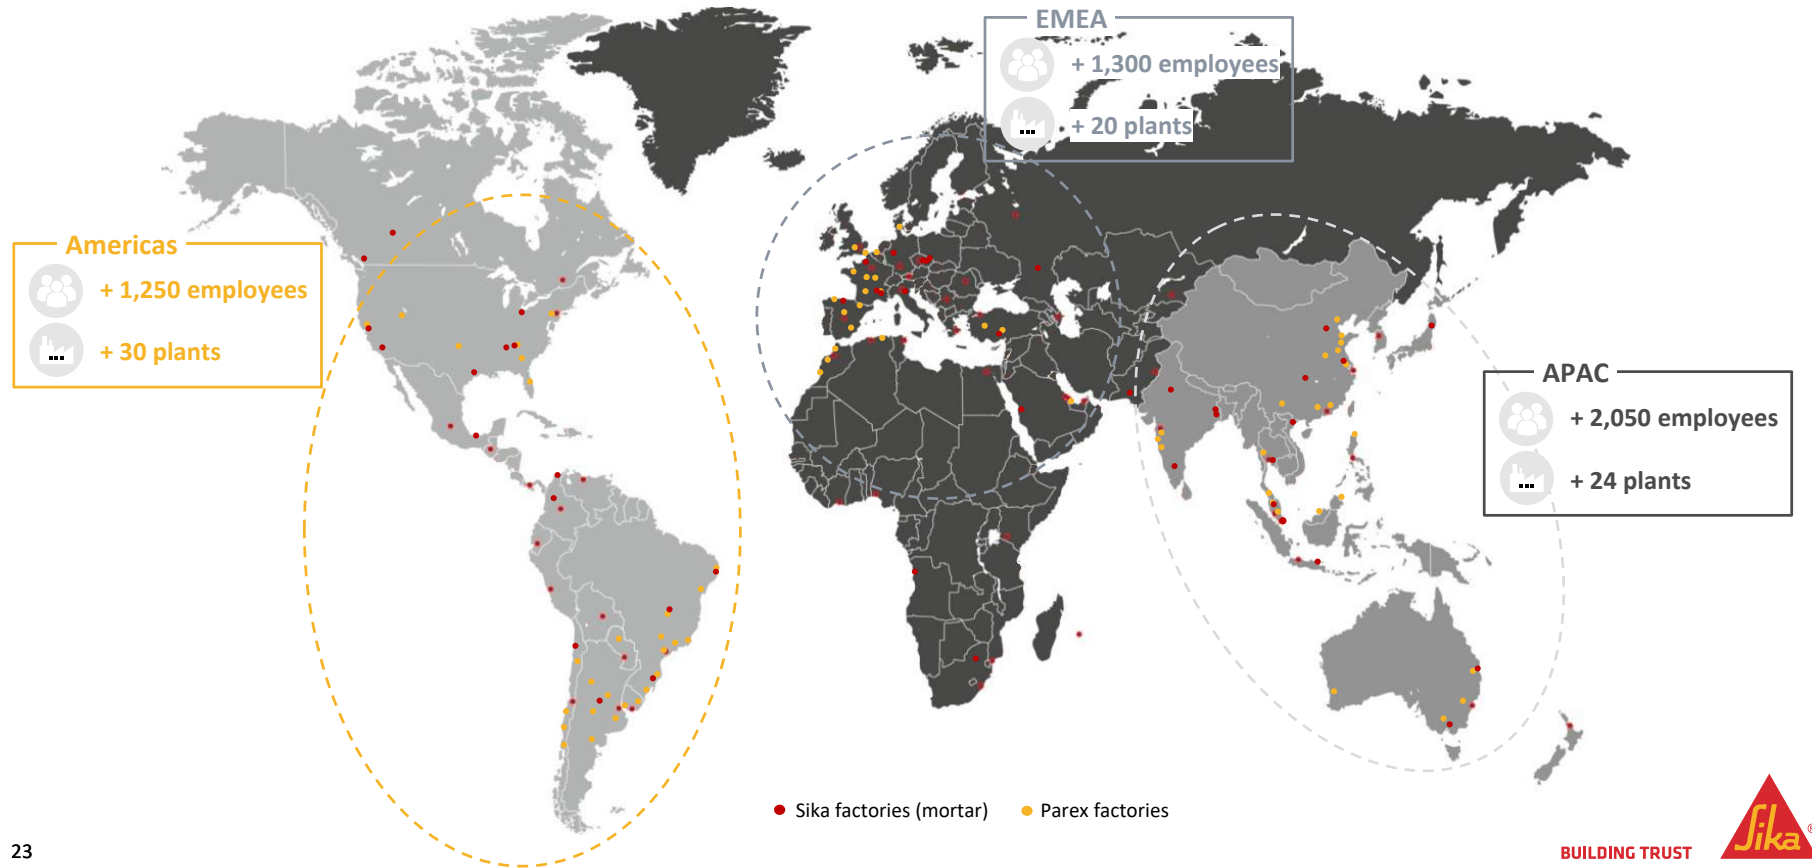 EMEA
+ 1,300 employees
+ 20 plants
Americas
+ 1,250 employees
+ 30 plants
APAC
+ 2,050 employees
+ 24 plants
Sika factories (mortar)
Parex factories
23
BUILDING TRUST
Sika®